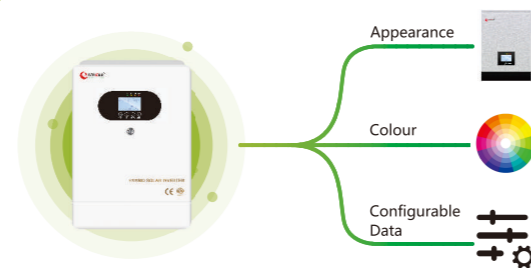 Appearance
Colour
Configurable
Data
HYBRID SOLAR INVERTER
CE